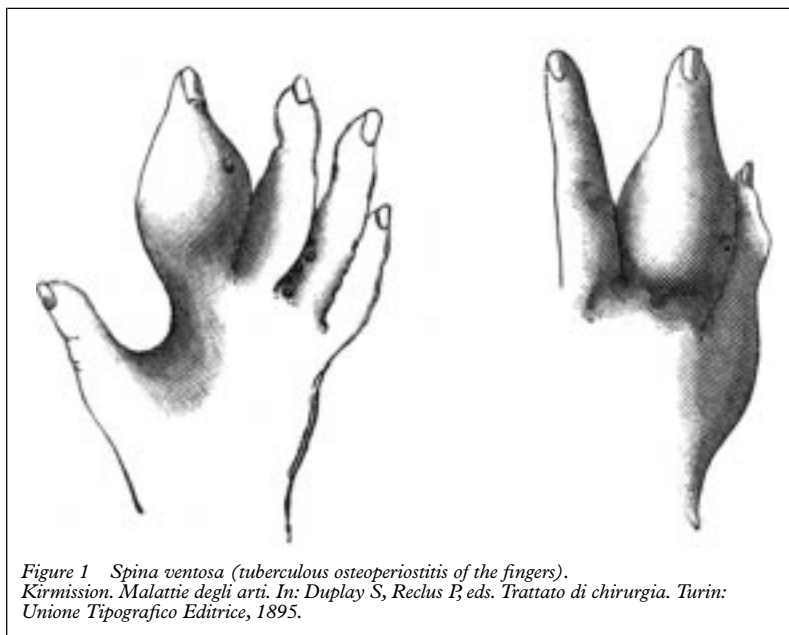 Figure 1 Spina ventosa (tuberculous osteoperiostitis of the fingers).
Kirmission. Malattie degli arti. In: Duplay S, Reclus P, eds. Trattato di chirurgia. Turin:
Unione Tipografico Editrice, 1895.